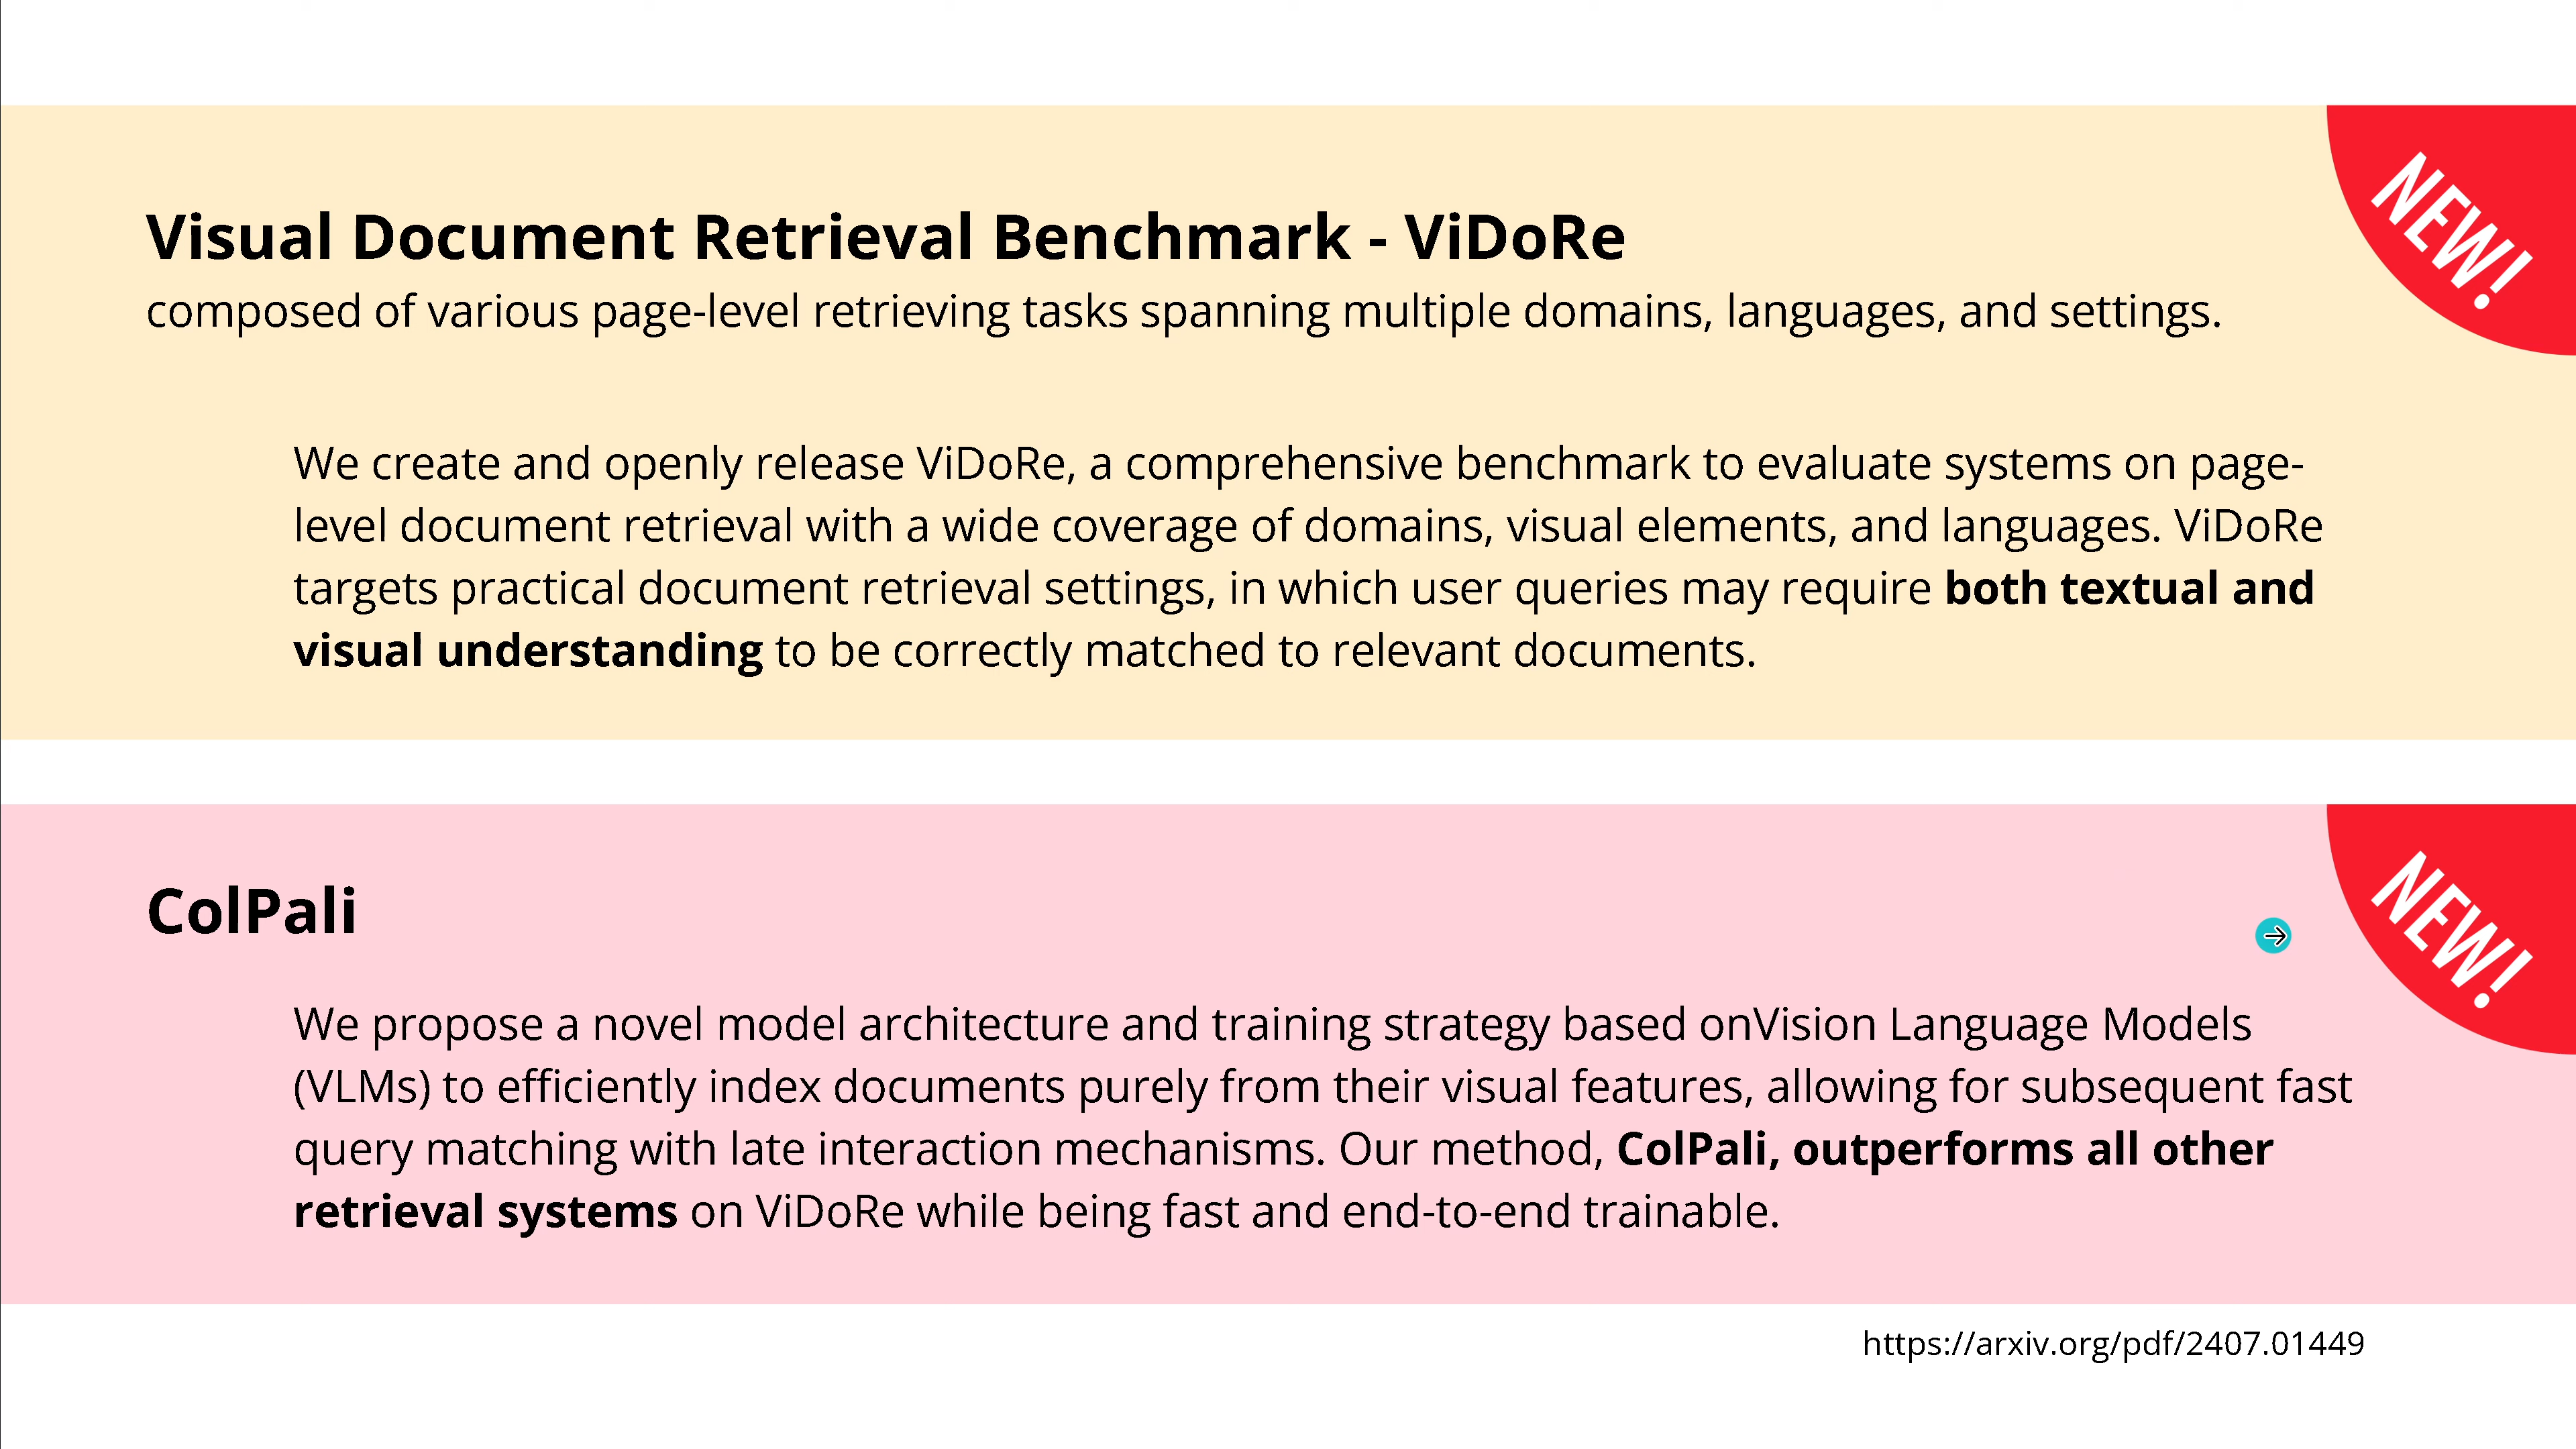 Visual Document Retrieval Benchmark - ViDoRe
NEW!
composed of various page-level retrieving tasks spanning multiple domains, languages, and settings.
We create and openly release ViDoRe, a comprehensive benchmark to evaluate systems on page-
level document retrieval with a wide coverage of domains, visual elements, and languages. ViDoRe
targets practical document retrieval settings, in which user queries may require both textual and
visual understanding to be correctly matched to relevant documents.
ColPali
NEW!
We propose a novel model architecture and training strategy based onVision Language Models
(VLMs) to efficiently index documents purely from their visual features, allowing for subsequent fast
query matching with late interaction mechanisms. Our method, ColPali, outperforms all other
retrieval systems on ViDoRe while being fast and end-to-end trainable.
https://arxiv.org/pdf/2407.01449